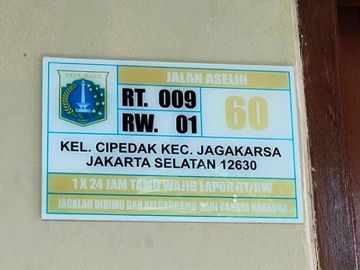 JAYA RAYA
JALAN ASELIH
RT. 009
RW. 01
60
KEL. CIPEDAK KEC. JAGAKARSA
JAKARTA SELATAN 12630
1 X 24 JAM TAMU WAJIB LAPOR RT/RW
JAGALAH DIRIMU DAN KELUARGAMU DARI BAHAYA NARKOBA